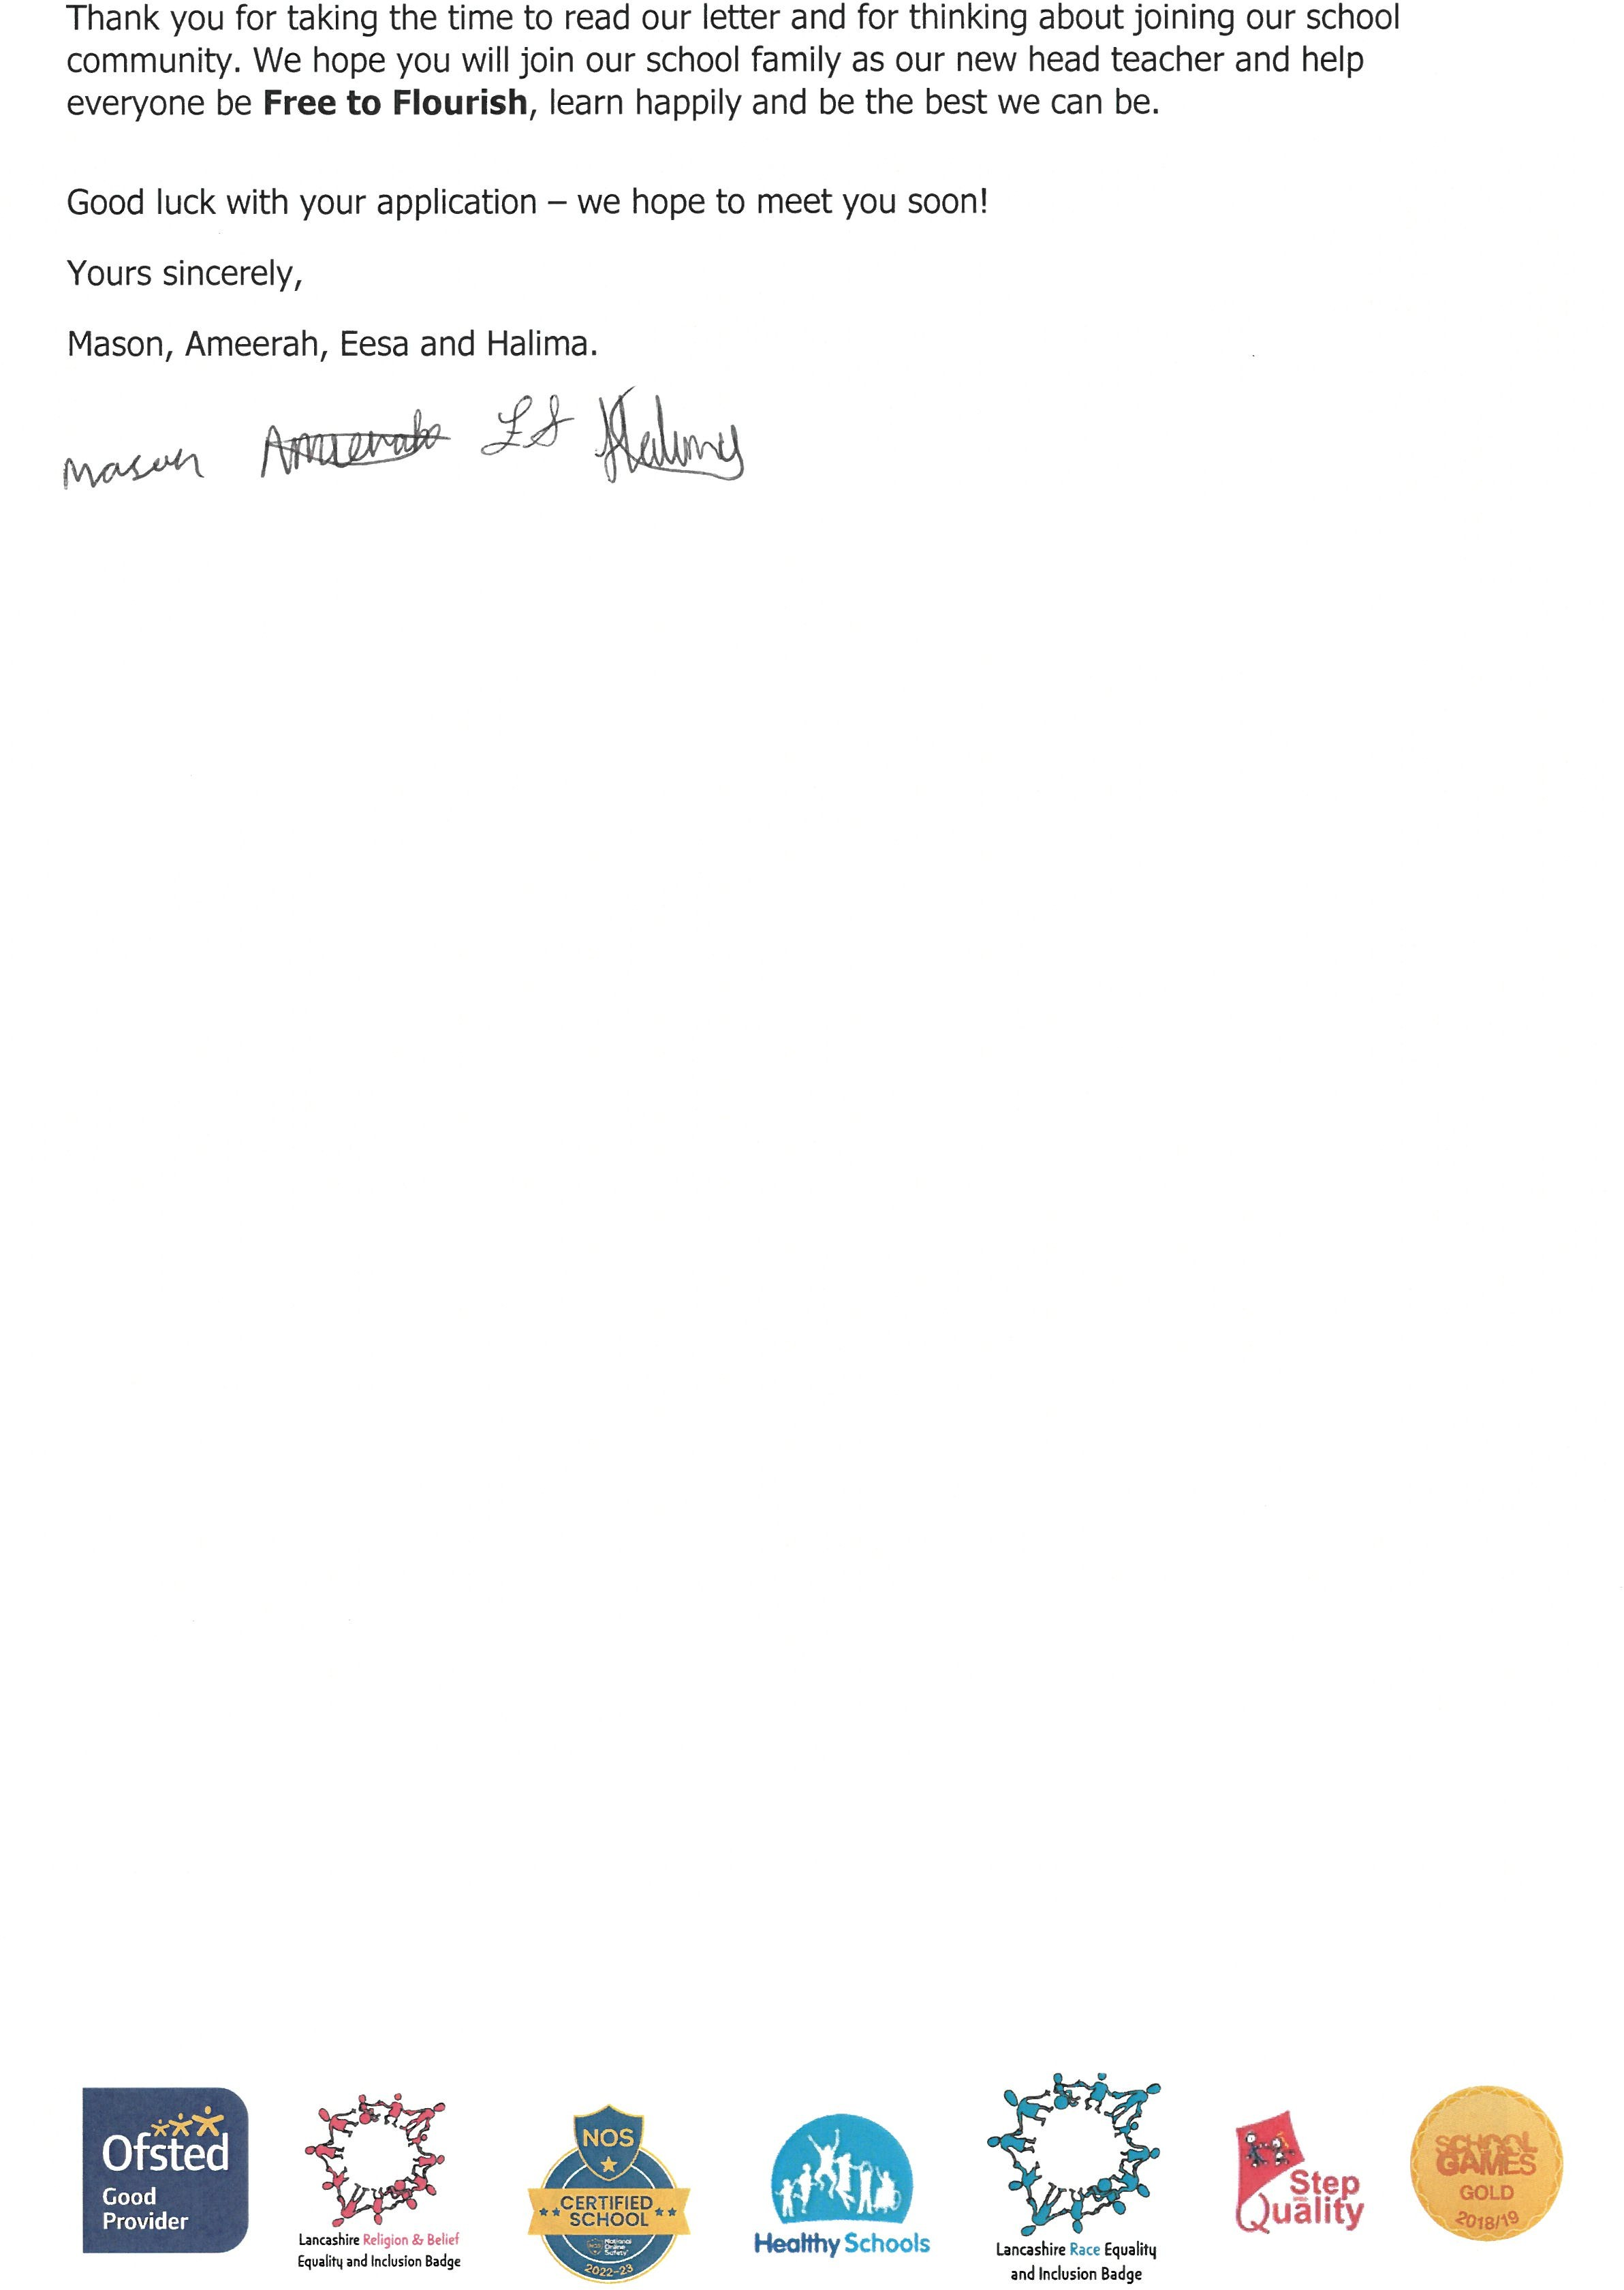 Thank you for taking the time to read our letter and for thinking about joining our school
community. We hope you will join our school family as our new head teacher and help
everyone be Free to Flourish, learn happily and be the best we can be.
Good luck with your application – we hope to meet you soon!
Yours sincerely,
Mason, Ameerah, Eesa and Halima.
Mason Ameerah ES Halima
Ofsted
Good
Provider
Lancashire Religion & Belief
Equality and Inclusion Badge
NOS
CERTIFIED
SCHOOL
National
Online
Safety
2022-23
Healthy Schools
Lancashire Race Equality
and Inclusion Badge
Step
Quality
SCHOOL
GAMES
GOLD
2018/19